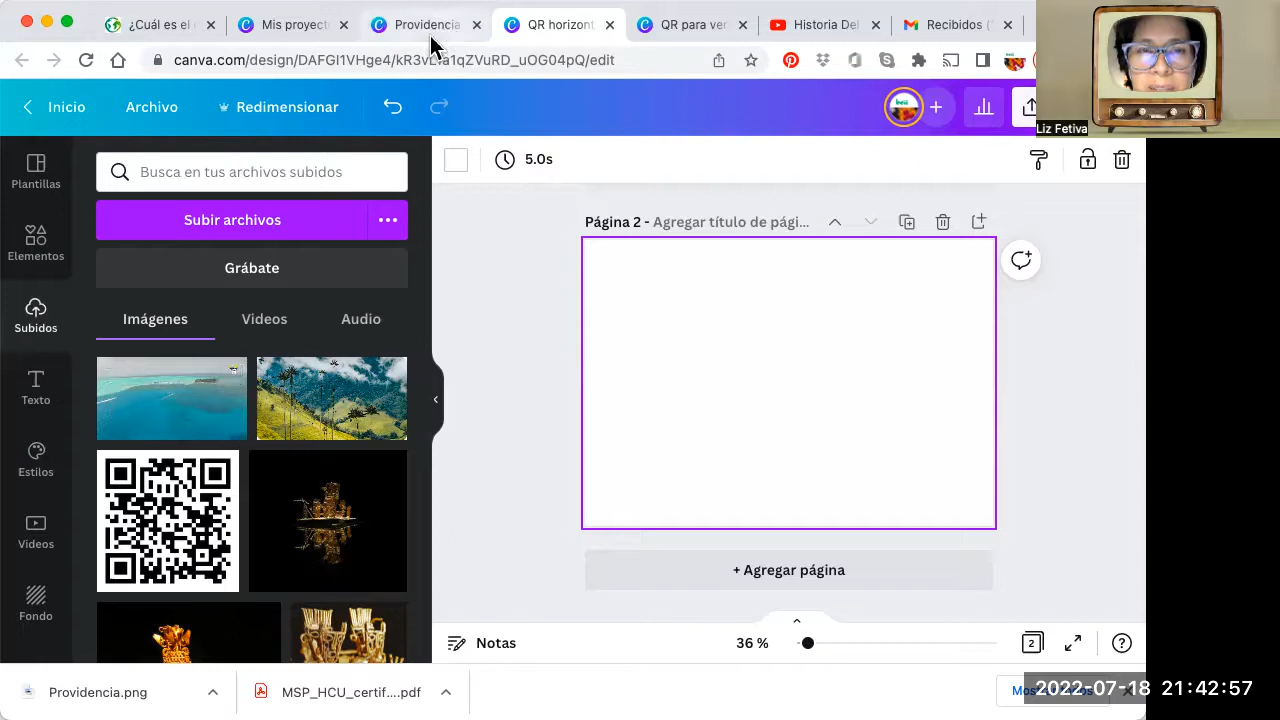 ¿Cuál es el
Mis proyect
Providencia
QR horizont
QR para ver
Historia Del
Recibidos (
canva.com/design/DAFGI1VHge4/
edit
Liz Fetiva
Inicio
Archivo
Redimensionar
Plantillas
Elementos
Subidos
Texto
Estilos
Videos
Fondo
Busca en tus archivos subidos
Subir archivos
Grábate
Imágenes
Videos
Audio
5.0s
Página 2 - Agregar título de pági...
+ Agregar página
Notas
36 %
2
Providencia.png
MSP_HCU_certif....pdf
2022-07-18 21:42:57